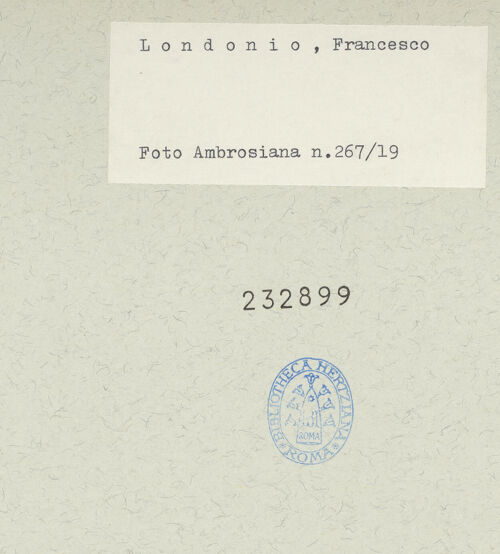 L o n d o n i o , Francesco
Foto Ambrosiana n.267/19
232899
BIBLIOTHECA HERTZIANA
ROMA
ROMA